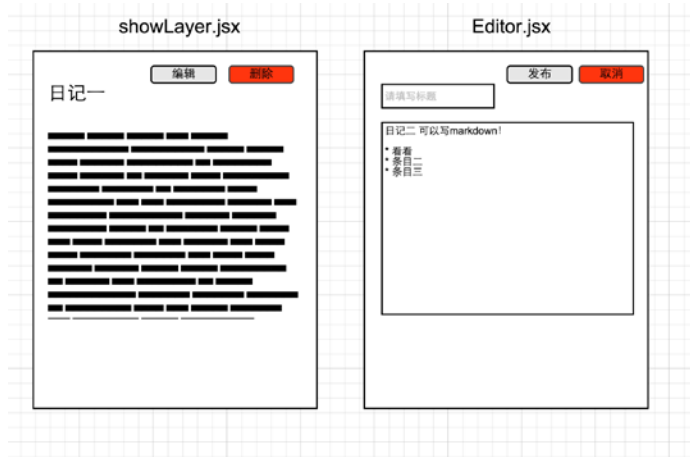 showLayer.jsx
编辑
删除
日记一
Editor.jsx
发布
取消
请填写标题
日记二 可以写markdown!
* 看看
* 条目二
* 条目三